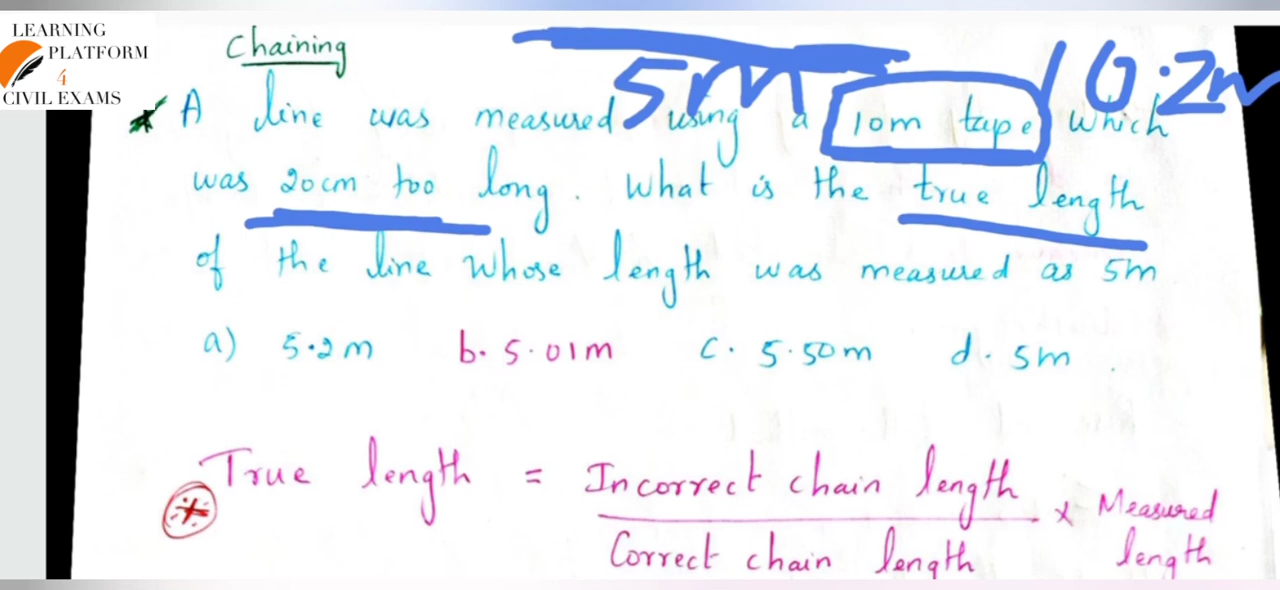 LEARNING
PLATFORM
4
CIVIL EXAMS
Chaining
5m
10.2m
A line was measured using a 10m tape which
was 20cm too long. What is the true length
of the line whose length was measured as 5m
a) 5.2m b. 5.01m c. 5.50m d. 5m.
True length = Incorrect chain length × Measured
Correct chain length length